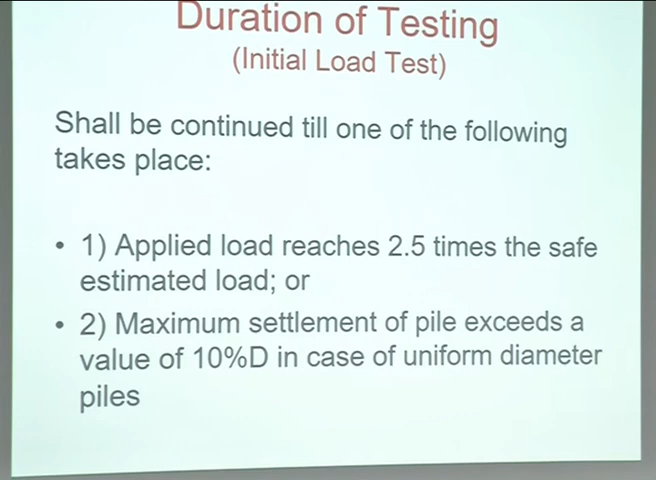 Duration of Testing
(Initial Load Test)
Shall be continued till one of the following
takes place:
• 1) Applied load reaches 2.5 times the safe
estimated load; or
• 2) Maximum settlement of pile exceeds a
value of 10%D in case of uniform diameter
piles